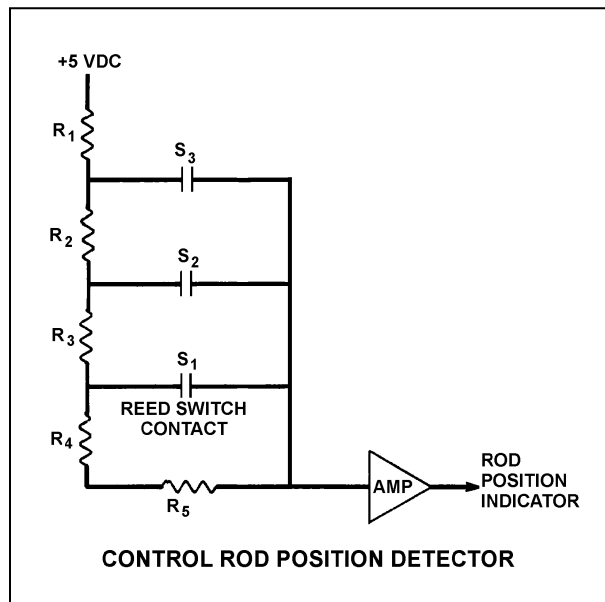 +5 VDC
R1
S3
R2
S2
R3
S1
REED SWITCH
CONTACT
R4
R5
AMP
ROD
POSITION
INDICATOR
CONTROL ROD POSITION DETECTOR